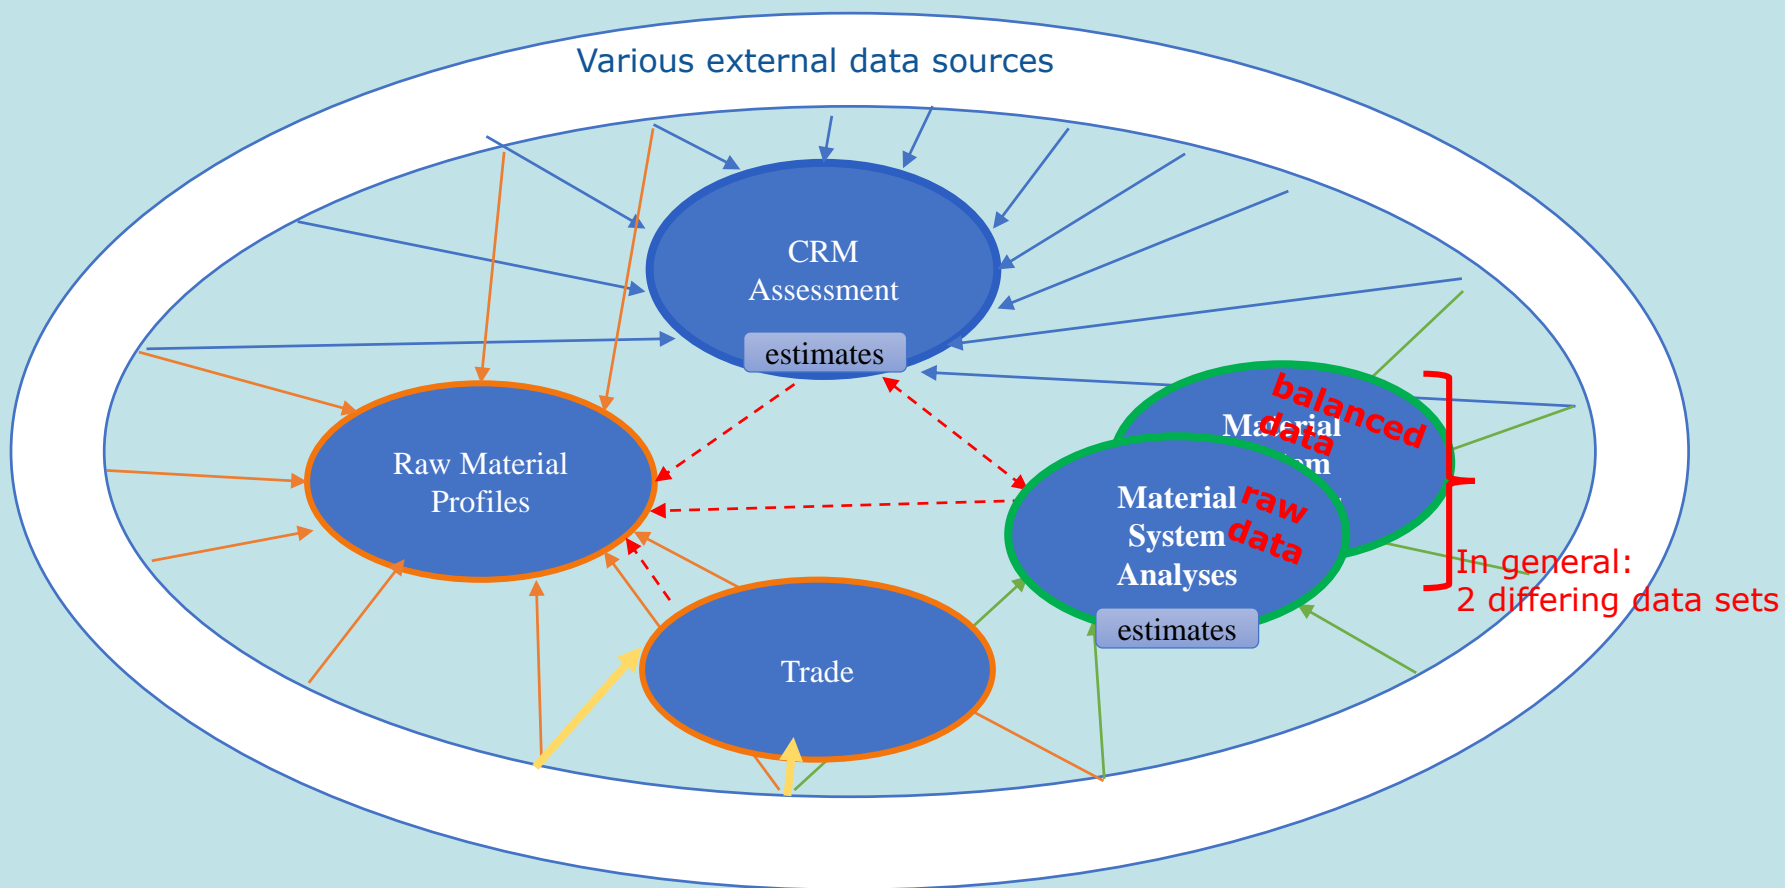 Various external data sources
CRM
Assessment
estimates
balanced
data
Material
Raw Material
Profiles
Material
System
Analyses
raw
data
In general:
2 differing data sets
estimates
Trade